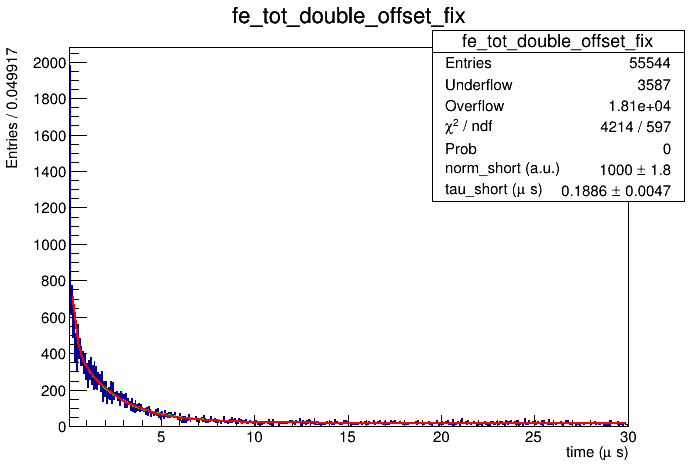 fe_tot_double_offset_fix
fe_tot_double_offset_fix
Entries 55544
Underflow 3587
Overflow 1.81e+04
χ² / ndf 4214 / 597
Prob 0
norm_short (a.u.) 1000 ± 1.8
tau_short (μ s) 0.1886 ± 0.0047
Entries / 0.049917
2000
1800
1600
1400
1200
1000
800
600
400
200
0
5 10 15 20 25 30
time (μ s)